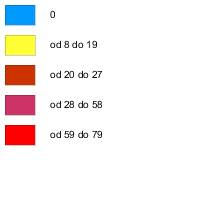 0
od 8 do 19
od 20 do 27
od 28 do 58
od 59 do 79